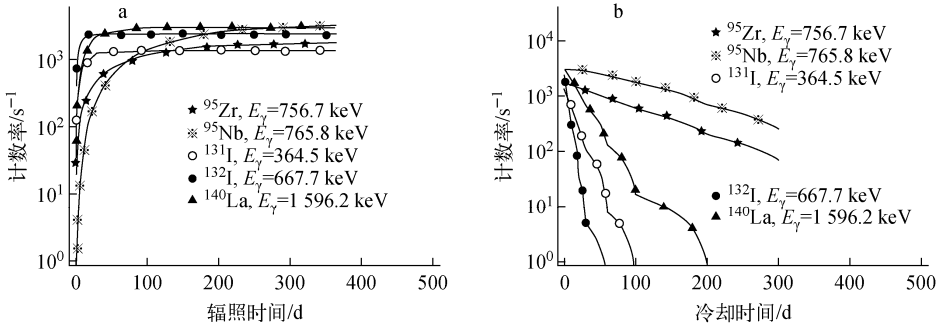 a
计数率/s⁻¹
10³
10²
10¹
10⁰
⁹⁵Zr, Eγ=756.7 keV
⁹⁵Nb, Eγ=765.8 keV
¹³¹I, Eγ=364.5 keV
¹³²I, Eγ=667.7 keV
¹⁴⁰La, Eγ=1 596.2 keV
0 100 200 300 400 500
辐照时间/d
b
计数率/s⁻¹
10⁴
10³
10²
10¹
10⁰
⁹⁵Zr, Eγ=756.7 keV
⁹⁵Nb, Eγ=765.8 keV
¹³¹I, Eγ=364.5 keV
¹³²I, Eγ=667.7 keV
¹⁴⁰La, Eγ=1 596.2 keV
0 100 200 300 400 500
冷却时间/d